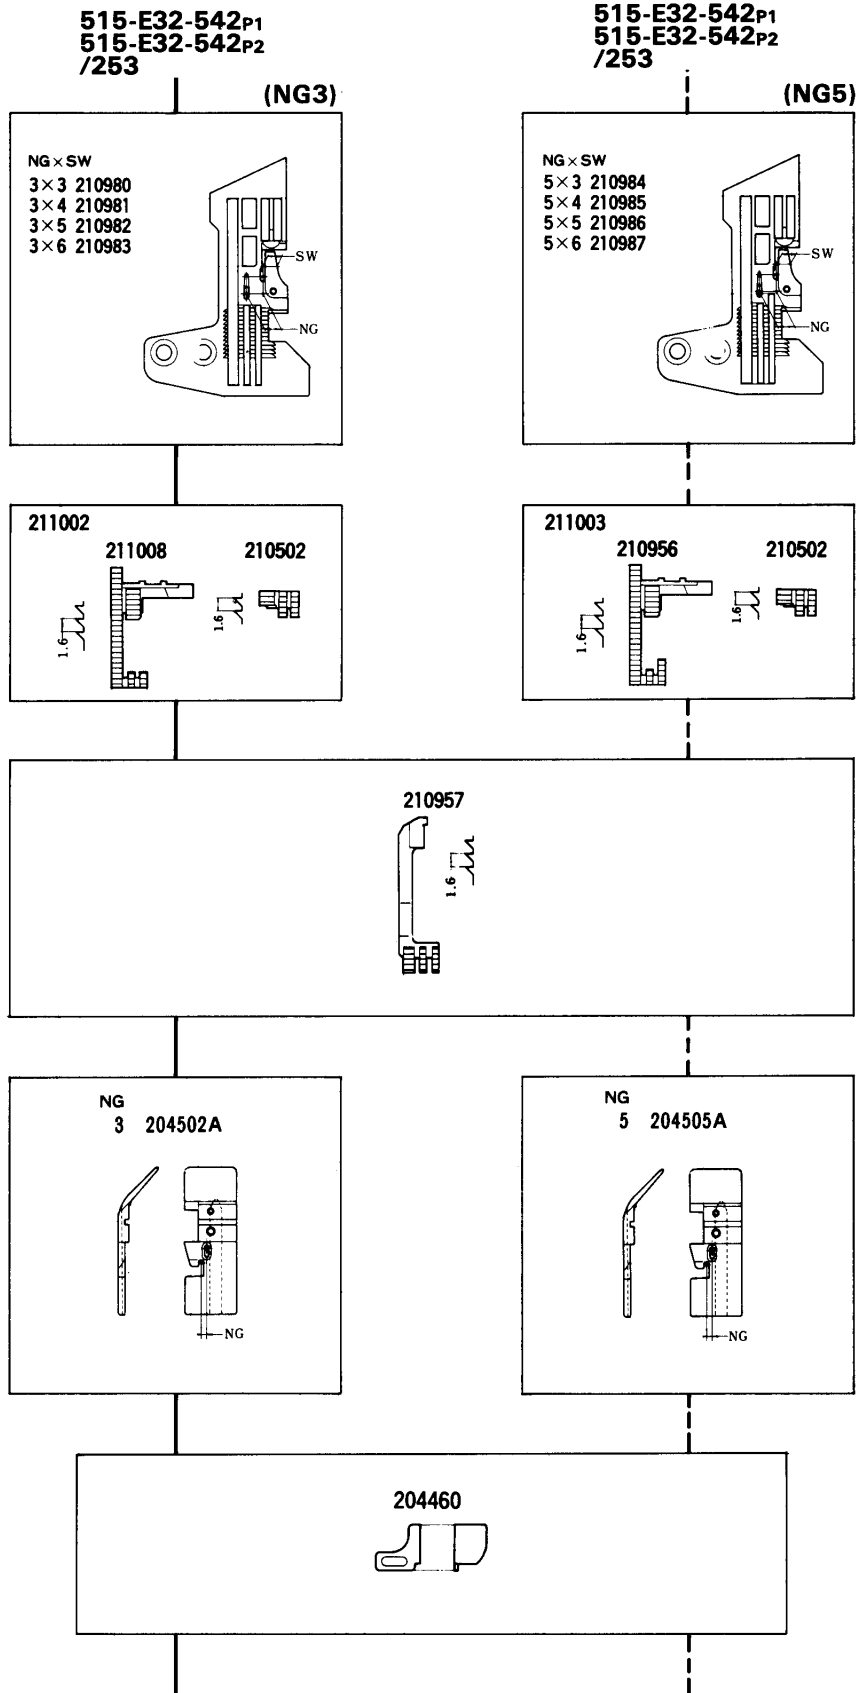 515-E32-542P1
515-E32-542P2
/253
(NG3)
515-E32-542P1
515-E32-542P2
/253
(NG5)
NG×SW
3×3 210980
3×4 210981
3×5 210982
3×6 210983
SW
NG
NG×SW
5×3 210984
5×4 210985
5×5 210986
5×6 210987
SW
NG
211002
211008
210502
1.6
1.6
211003
210956
210502
1.6
1.6
210957
1.6
NG
3 204502A
NG
NG
5 204505A
NG
204460